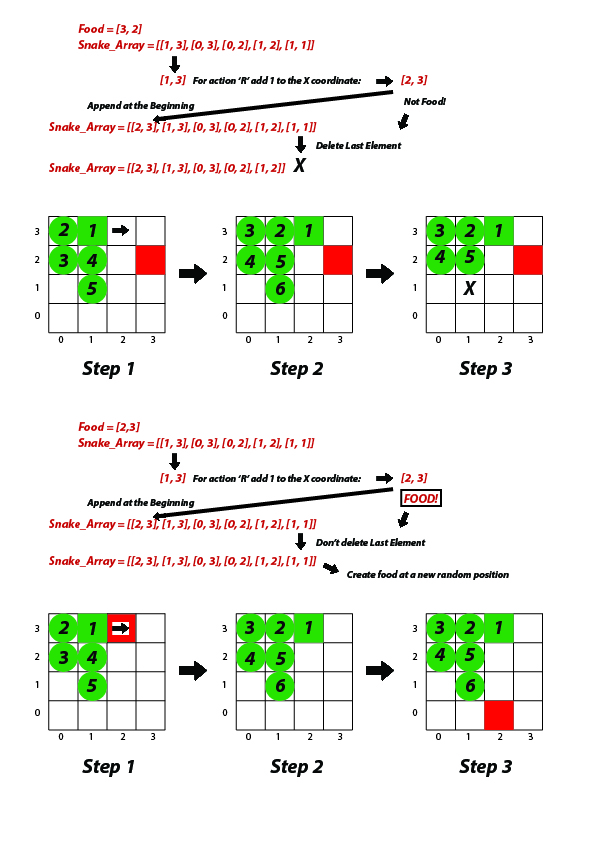 Food = [3, 2]
Snake_Array = [[1, 3], [0, 3], [0, 2], [1, 2], [1, 1]]
[1, 3] For action ‘R’ add 1 to the X coordinate: [2, 3]
Append at the Beginning
Not Food!
Snake_Array = [[2, 3], [1, 3], [0, 3], [0, 2], [1, 2], [1, 1]]
Delete Last Element
Snake_Array = [[2, 3], [1, 3], [0, 3], [0, 2], [1, 2]] X
3 2 1 3 3 2 1 3 3 2 1
2 3 4 2 4 5 2 4 5
1 5 1 6 1 X
0 0 0
0 1 2 3 0 1 2 3 0 1 2 3
Step 1 Step 2 Step 3
Food = [2,3]
Snake_Array = [[1, 3], [0, 3], [0, 2], [1, 2], [1, 1]]
[1, 3] For action ‘R’ add 1 to the X coordinate: [2, 3]
Append at the Beginning
FOOD!
Snake_Array = [[2, 3], [1, 3], [0, 3], [0, 2], [1, 2], [1, 1]]
Don’t delete Last Element
Snake_Array = [[2, 3], [1, 3], [0, 3], [0, 2], [1, 2], [1, 1]]
Create food at a new random position
3 2 1 3 3 2 1 3 3 2 1
2 3 4 2 4 5 2 4 5
1 5 1 6 1 6
0 0 0
0 1 2 3 0 1 2 3 0 1 2 3
Step 1 Step 2 Step 3